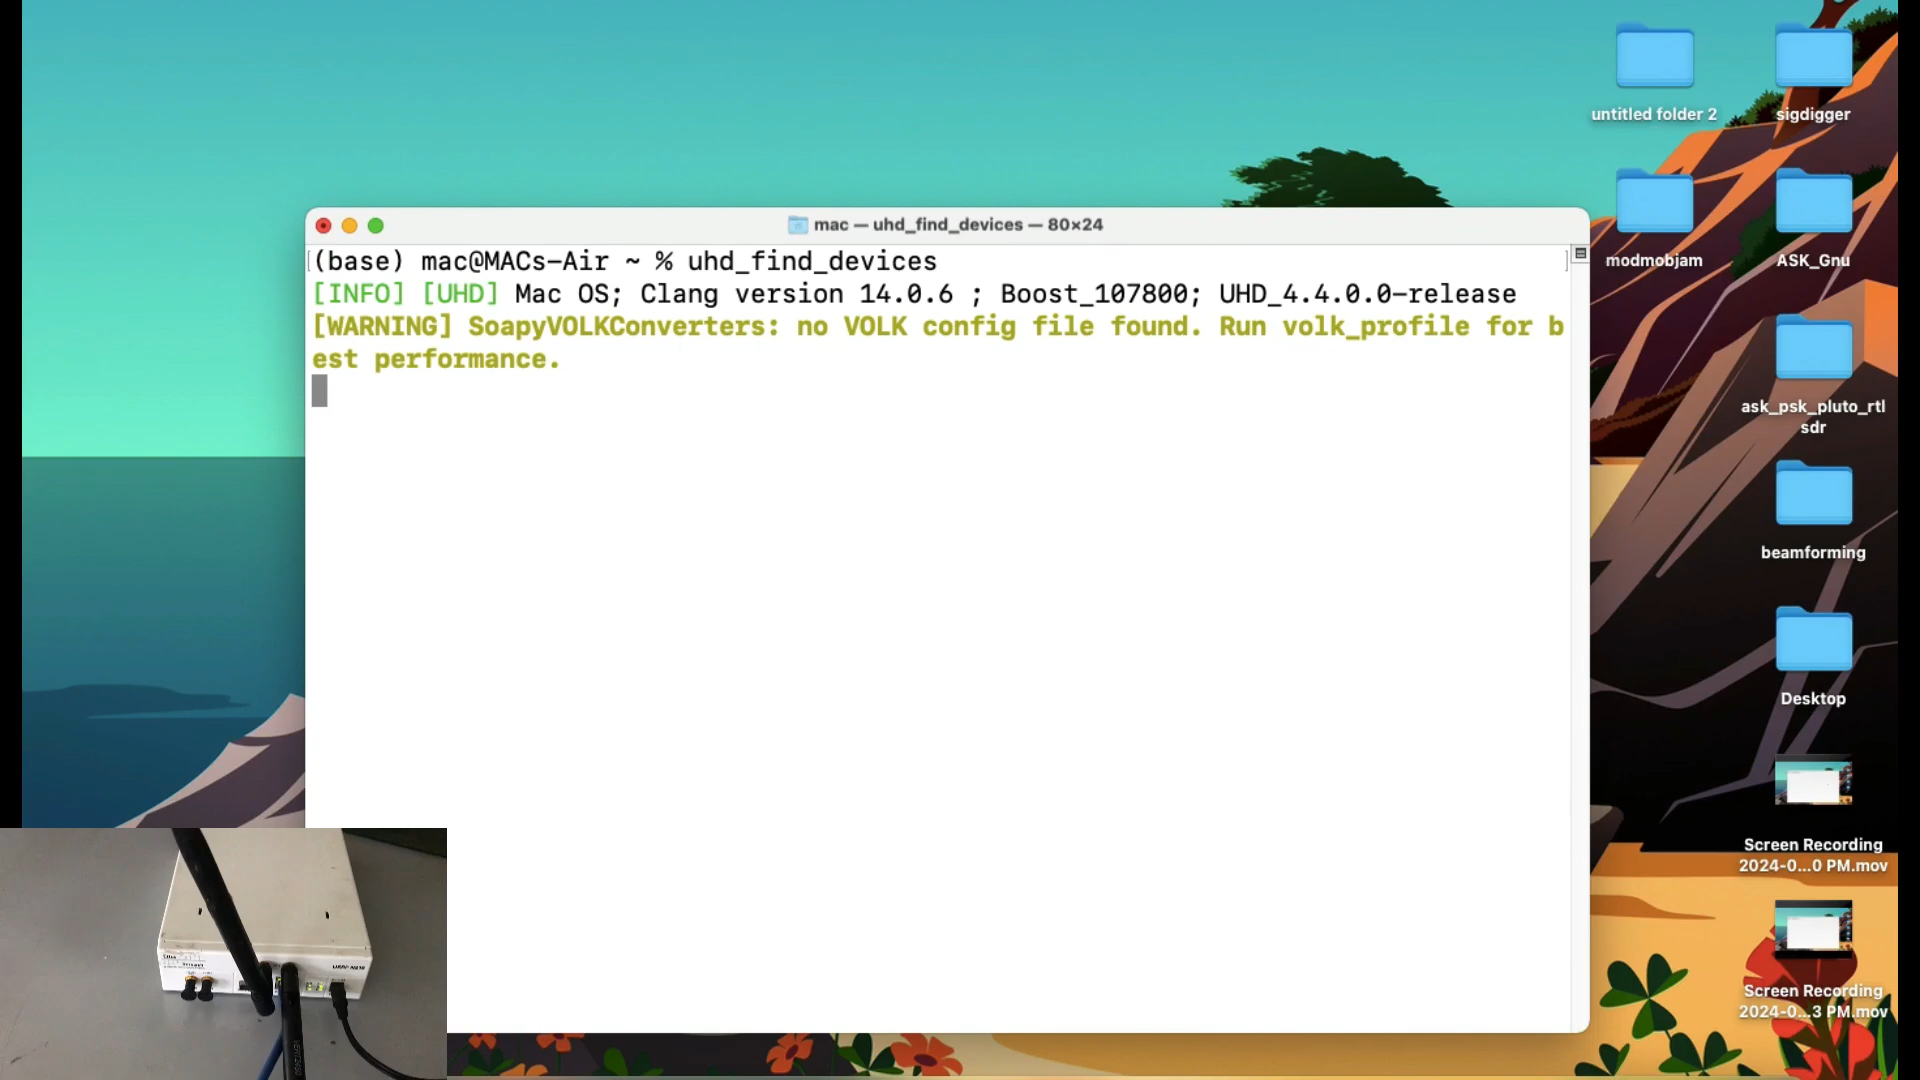 untitled folder 2
sigdigger
modmobjam
ASK_Gnu
mac — uhd_find_devices — 80×24
(base) mac@MACs-Air ~ % uhd_find_devices
[INFO] [UHD] Mac OS; Clang version 14.0.6 ; Boost_107800; UHD_4.4.0.0-release
[WARNING] SoapyVOLKConverters: no VOLK config file found. Run volk_profile for b
est performance.
ask_psk_pluto_rtl
sdr
beamforming
Desktop
Screen Recording
2024-0...0 PM.mov
Screen Recording
2024-0...3 PM.mov